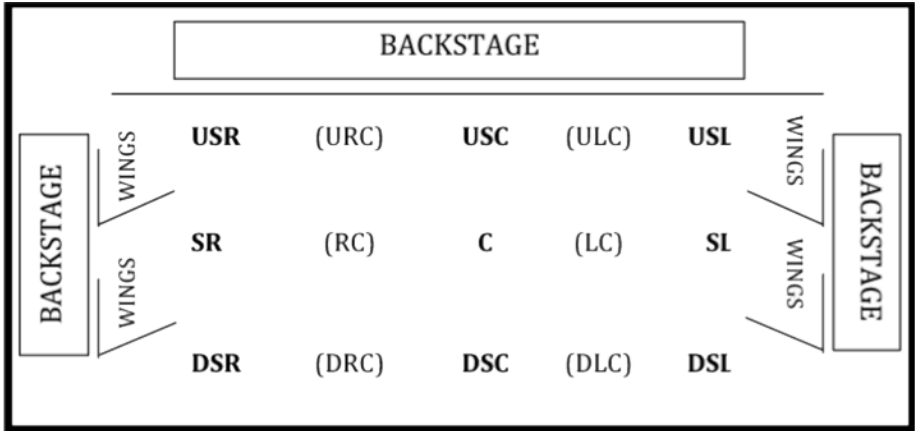 BACKSTAGE
USR (URC) USC (ULC) USL
WINGS
WINGS
BACKSTAGE
BACKSTAGE
SR (RC) C (LC) SL
WINGS
WINGS
DSR (DRC) DSC (DLC) DSL